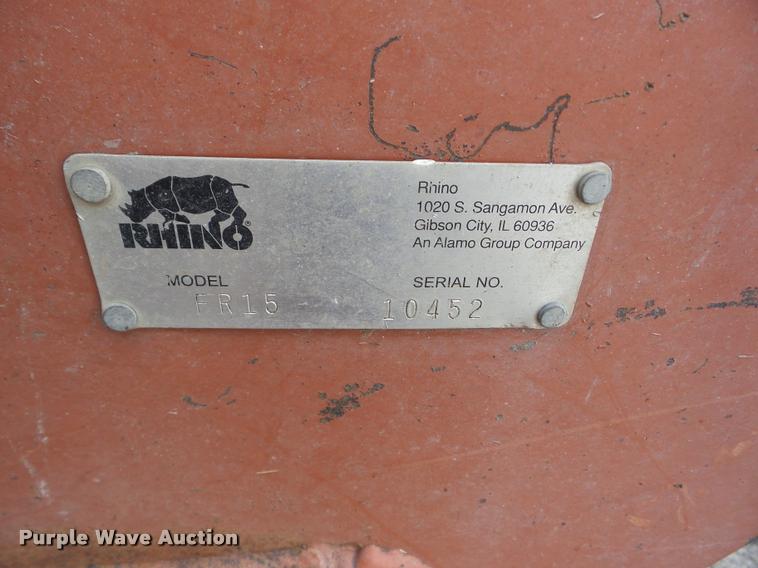 RHINO®
Rhino
1020 S. Sangamon Ave.
Gibson City, IL 60936
An Alamo Group Company
MODEL
FR15
SERIAL NO.
10452
Purple Wave Auction